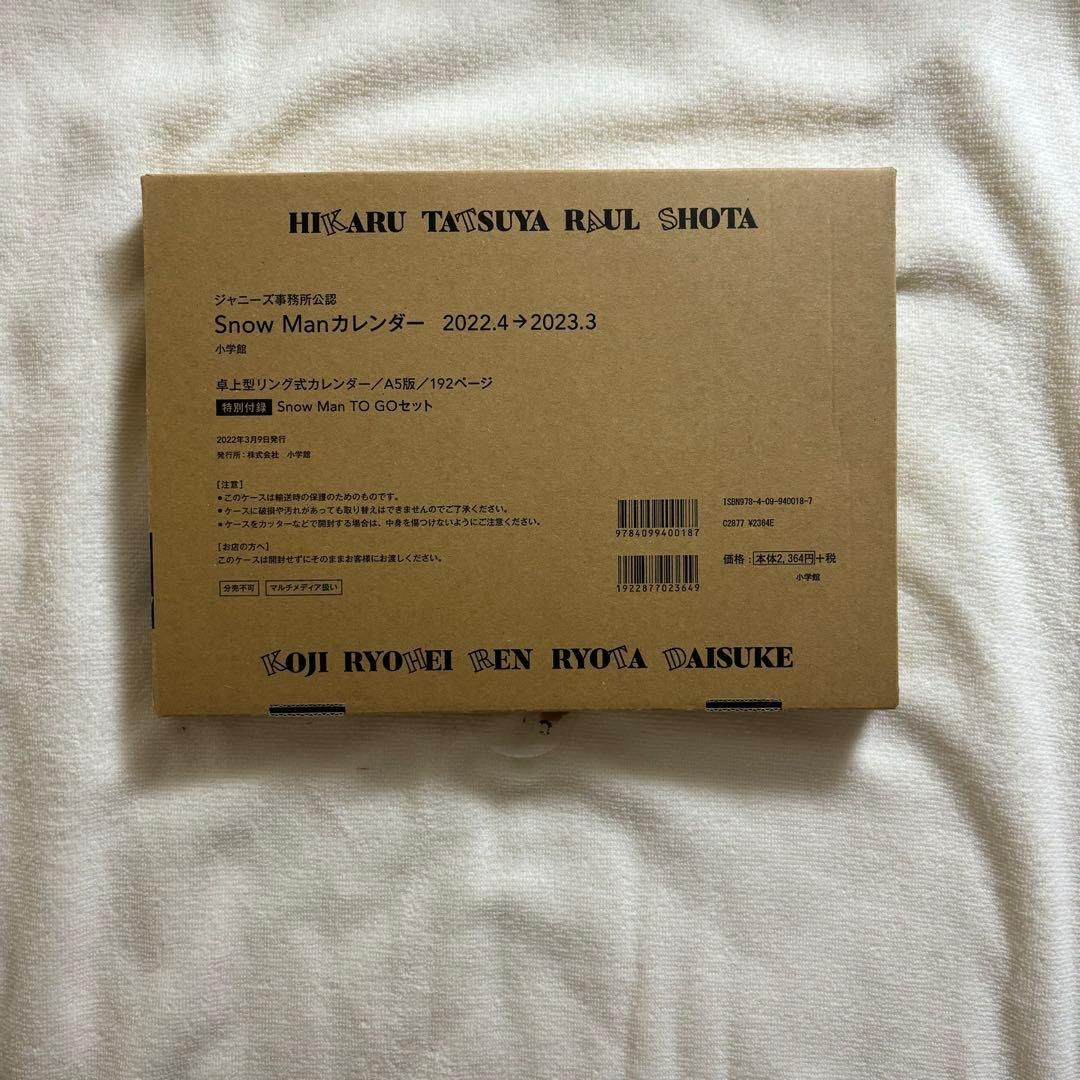 HIKARU TATSUYA RAUL SHOTA
ジャニーズ事務所公認
Snow Manカレンダー 2022.4→2023.3
小学館
卓上型リング式カレンダー／A5版／192ページ
特別付録 Snow Man TO GOセット
2022年3月9日発行
発行所：株式会社 小学館
[注意]
●このケースは輸送時の保護のためのものです。
●ケースに破損や汚れがあっても取り替えはできませんのでご了承ください。
●ケースをカッターなどで開封する場合は、中身を傷つけないようにご注意ください。
[お店の方へ]
このケースは開封せずにそのままお客様にお渡しください。
分売不可 マルチメディア扱い
9784099400187
1922877023649
ISBN978-4-09-940018-7
C2877 ¥2364E
価格：本体2,364円+税
小学館
KOJI RYOHEI REN RYOTA DAISUKE